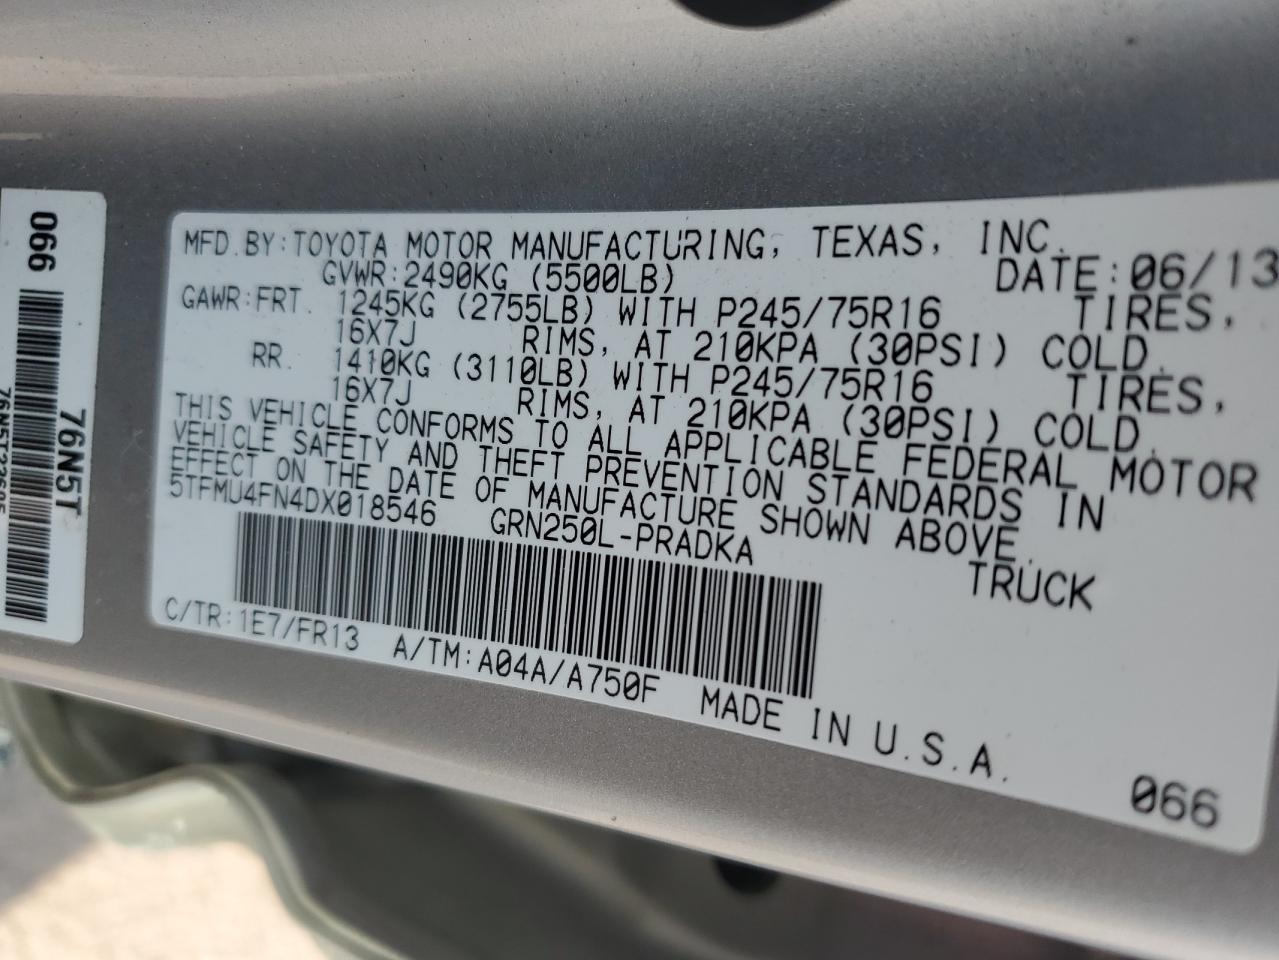 MFD.BY:TOYOTA MOTOR MANUFACTURING, TEXAS, INC.
GVWR:2490KG (5500LB) DATE:06/13
GAWR:FRT. 1245KG (2755LB) WITH P245/75R16 TIRES,
16X7J RIMS, AT 210KPA (30PSI) COLD.
RR. 1410KG (3110LB) WITH P245/75R16 TIRES,
16X7J RIMS, AT 210KPA (30PSI) COLD.
THIS VEHICLE CONFORMS TO ALL APPLICABLE FEDERAL MOTOR
VEHICLE SAFETY AND THEFT PREVENTION STANDARDS IN
EFFECT ON THE DATE OF MANUFACTURE SHOWN ABOVE.
5TFMU4FN4DX018546 GRN250L-PRADKA TRUCK
C/TR:1E7/FR13 A/TM:A04A/A750F MADE IN U.S.A.
066
066
76N5T